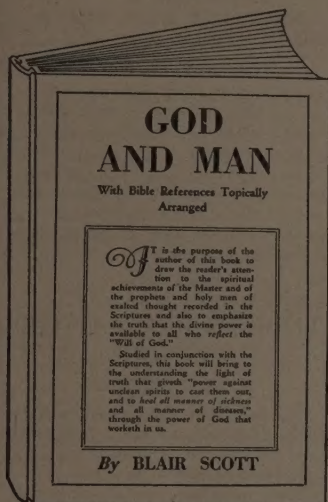 GOD
AND MAN
With Bible References Topically
Arranged
IT is the purpose of the
author of this book to
draw the reader's atten-
tion to the spiritual
achievements of the Master and of
the prophets and holy men of
exalted thought recorded in the
Scriptures and also to emphasize
the truth that the divine power is
available to all who reflect the
"Will of God."
Studied in conjunction with the
Scriptures, this book will bring to
the understanding the light of
truth that giveth "power against
unclean spirits to cast them out,
and to heal all manner of sickness
and all manner of diseases,"
through the power of God that
worketh in us.
By BLAIR SCOTT